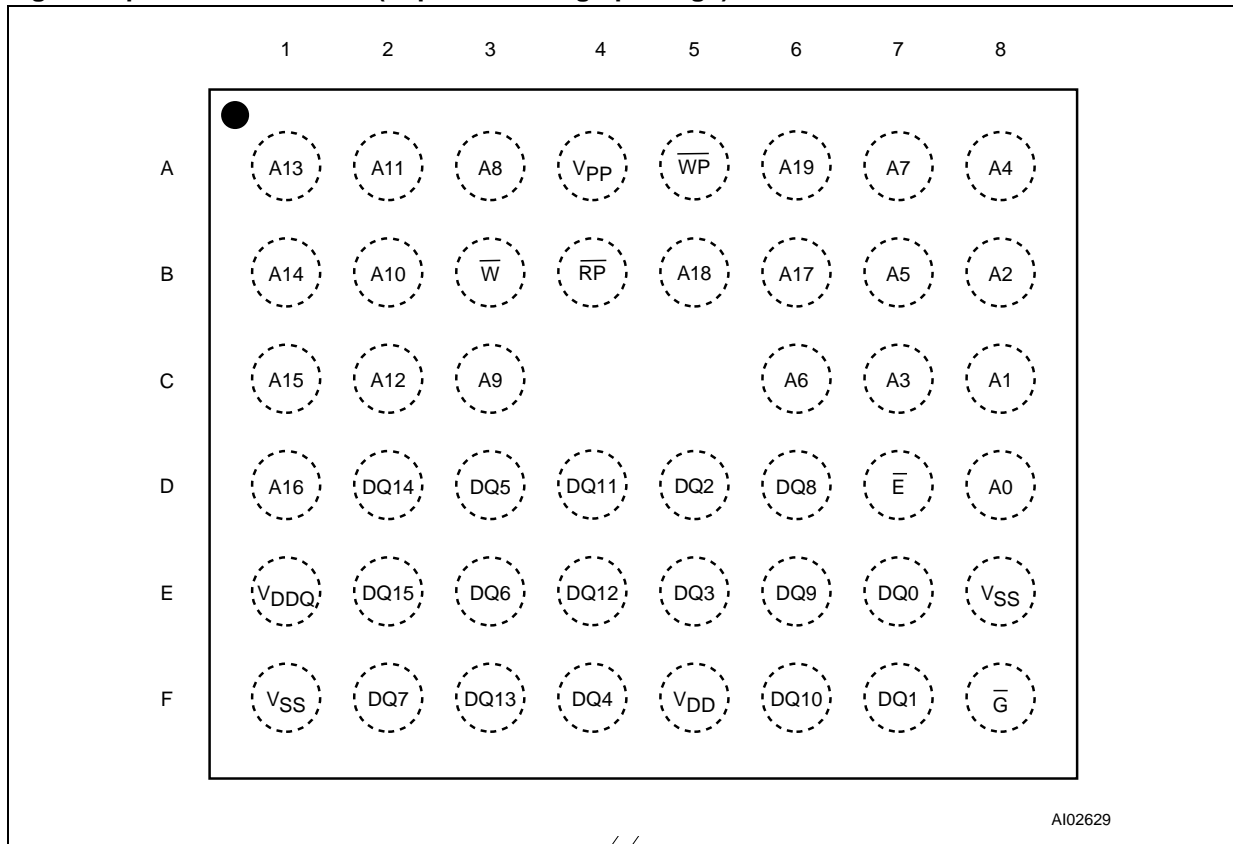 1 2 3 4 5 6 7 8
A A13 A11 A8 VPP W̅P̅ A19 A7 A4
B A14 A10 W̅ R̅P̅ A18 A17 A5 A2
C A15 A12 A9 A6 A3 A1
D A16 DQ14 DQ5 DQ11 DQ2 DQ8 E̅ A0
E VDDQ DQ15 DQ6 DQ12 DQ3 DQ9 DQ0 VSS
F VSS DQ7 DQ13 DQ4 VDD DQ10 DQ1 G̅
AI02629